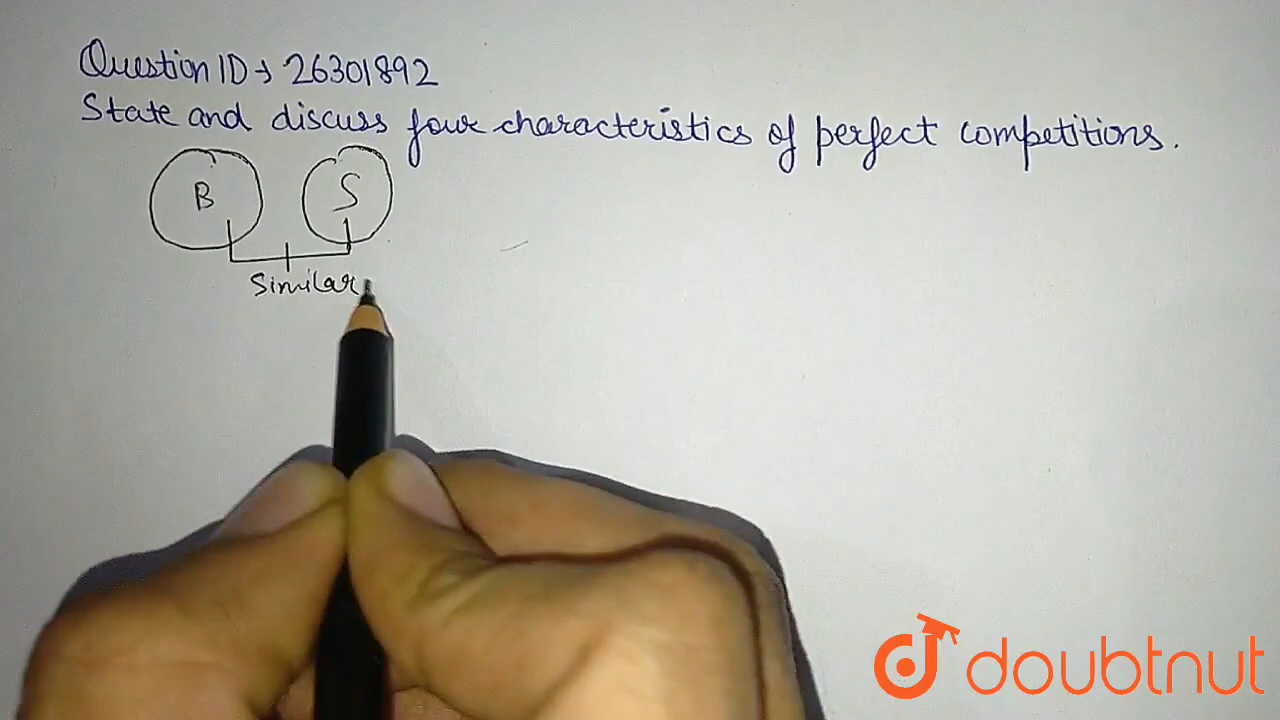 Question ID → 26301892
State and discuss four characteristics of perfect competitions.
B S
Similar
doubtnut